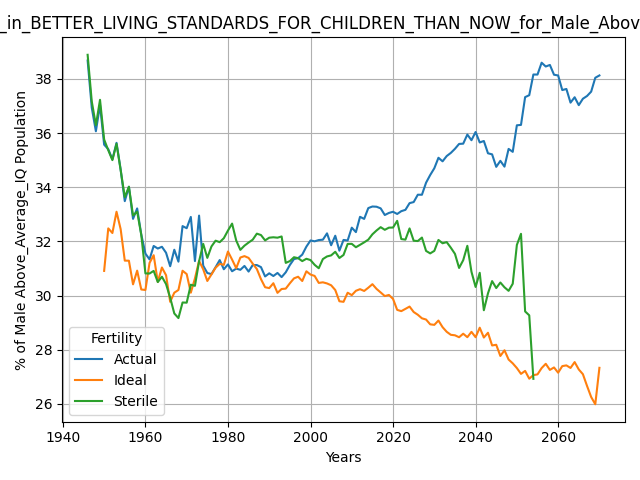 _in_BETTER_LIVING_STANDARDS_FOR_CHILDREN_THAN_NOW_for_Male_Abov
38
36
34
32
30
28
26
% of Male Above_Average_IQ Population
Fertility
Actual
Ideal
Sterile
1940 1960 1980 2000 2020 2040 2060
Years